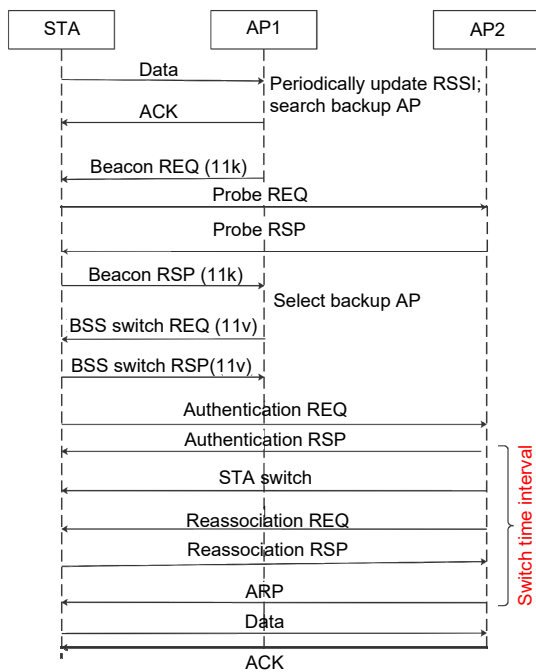 STA
AP1
AP2
Data
Periodically update RSSI;
search backup AP
ACK
Beacon REQ (11k)
Probe REQ
Probe RSP
Beacon RSP (11k)
Select backup AP
BSS switch REQ (11v)
BSS switch RSP(11v)
Authentication REQ
Authentication RSP
STA switch
Reassociation REQ
Reassociation RSP
ARP
Switch time interval
Data
ACK